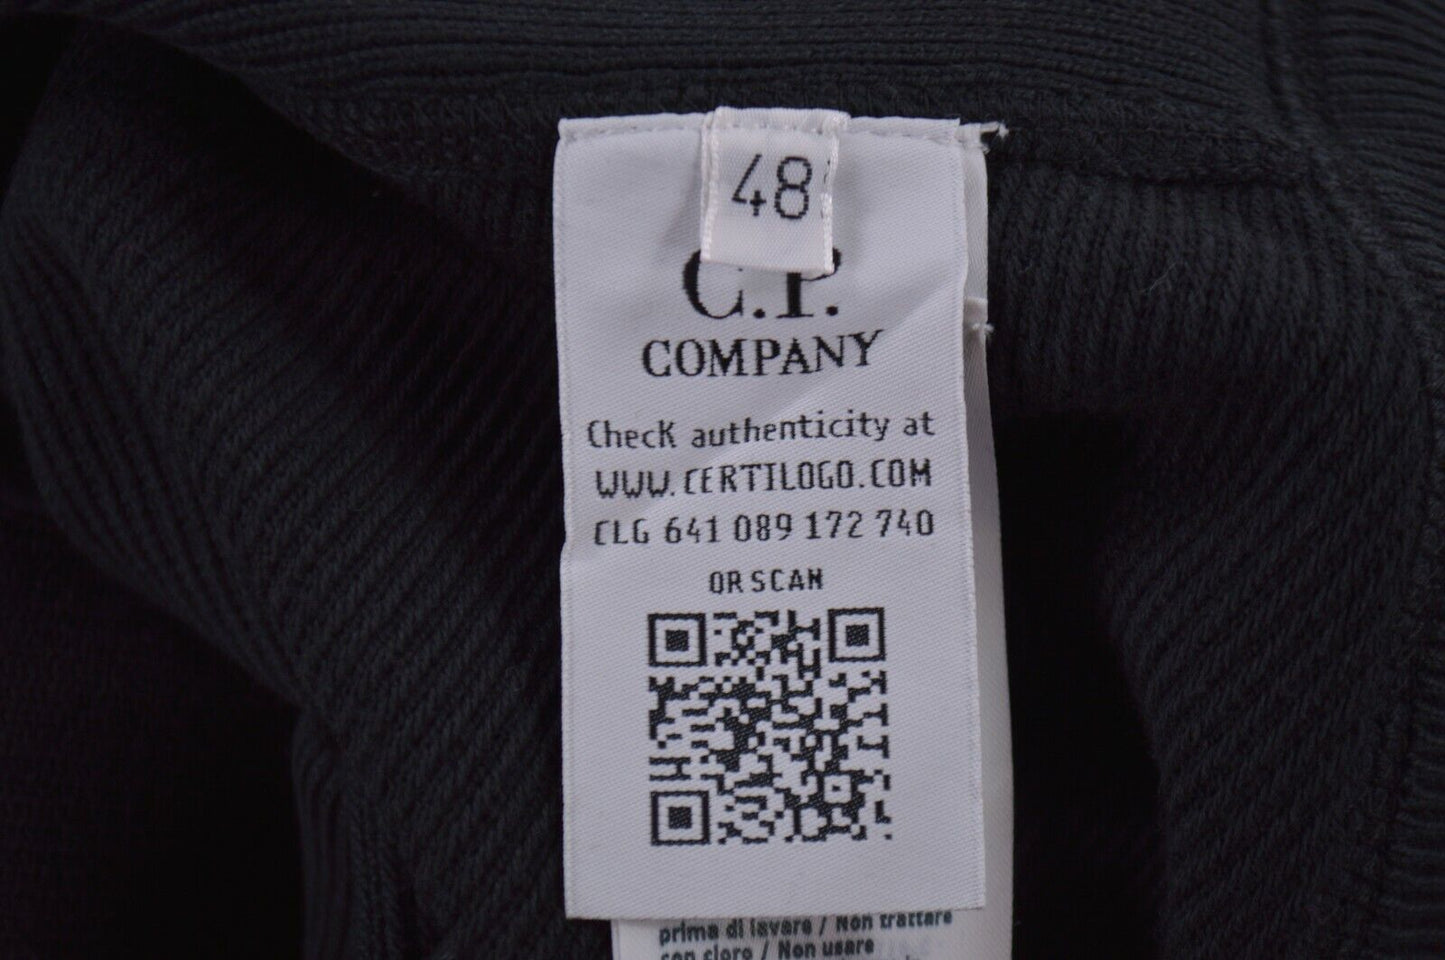 48
C.P.
COMPANY
Check authenticity at
WWW.CERTILOGO.COM
CLG 641 089 172 740
OR SCAN
prima di lavare / Non trattare
con cloro / Non usare